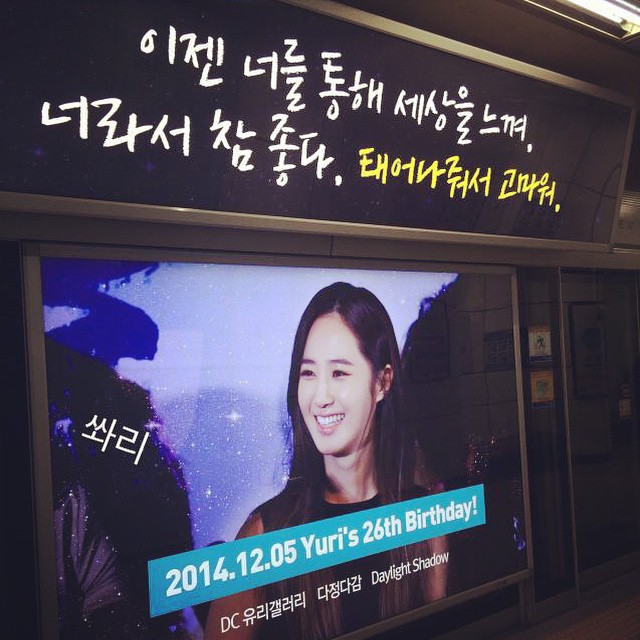 이젠 너를 통해 세상을 느껴.
너라서 참 좋다. 태어나줘서 고마워.
쏴리
2014.12.05 Yuri's 26th Birthday!
DC 유리갤러리 다정다감 Daylight Shadow